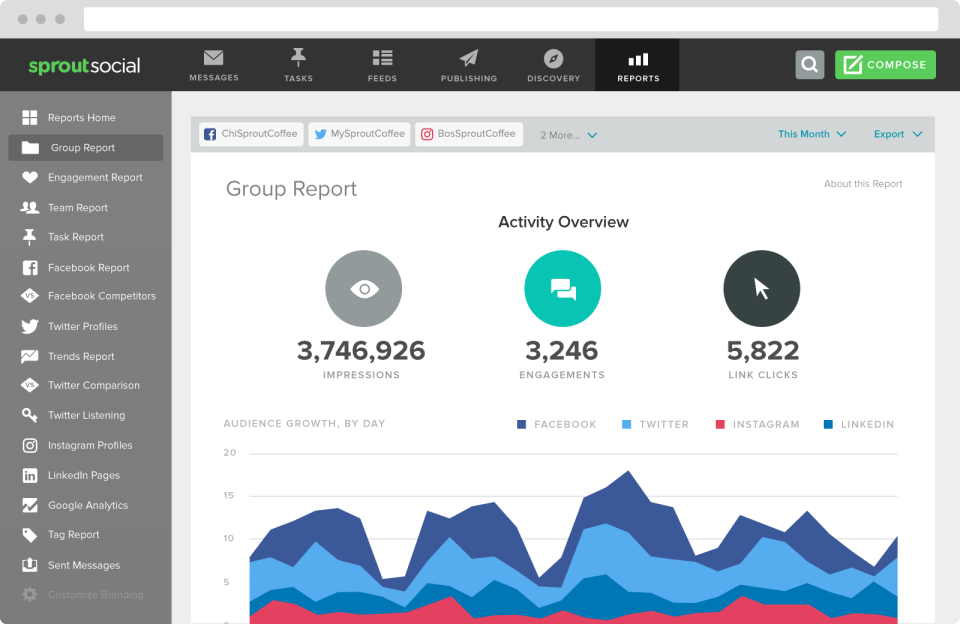 sproutsocial
MESSAGES
TASKS
FEEDS
PUBLISHING
DISCOVERY
REPORTS
COMPOSE
Reports Home
Group Report
Engagement Report
Team Report
Task Report
Facebook Report
VS Facebook Competitors
Twitter Profiles
Trends Report
VS Twitter Comparison
Twitter Listening
Instagram Profiles
in LinkedIn Pages
Google Analytics
Tag Report
Sent Messages
Customize Branding
ChiSproutCoffee
MySproutCoffee
BosSproutCoffee
2 More...
This Month
Export
Group Report
About this Report
Activity Overview
3,746,926
IMPRESSIONS
3,246
ENGAGEMENTS
5,822
LINK CLICKS
AUDIENCE GROWTH, BY DAY
FACEBOOK
TWITTER
INSTAGRAM
LINKEDIN
20
15
10
5